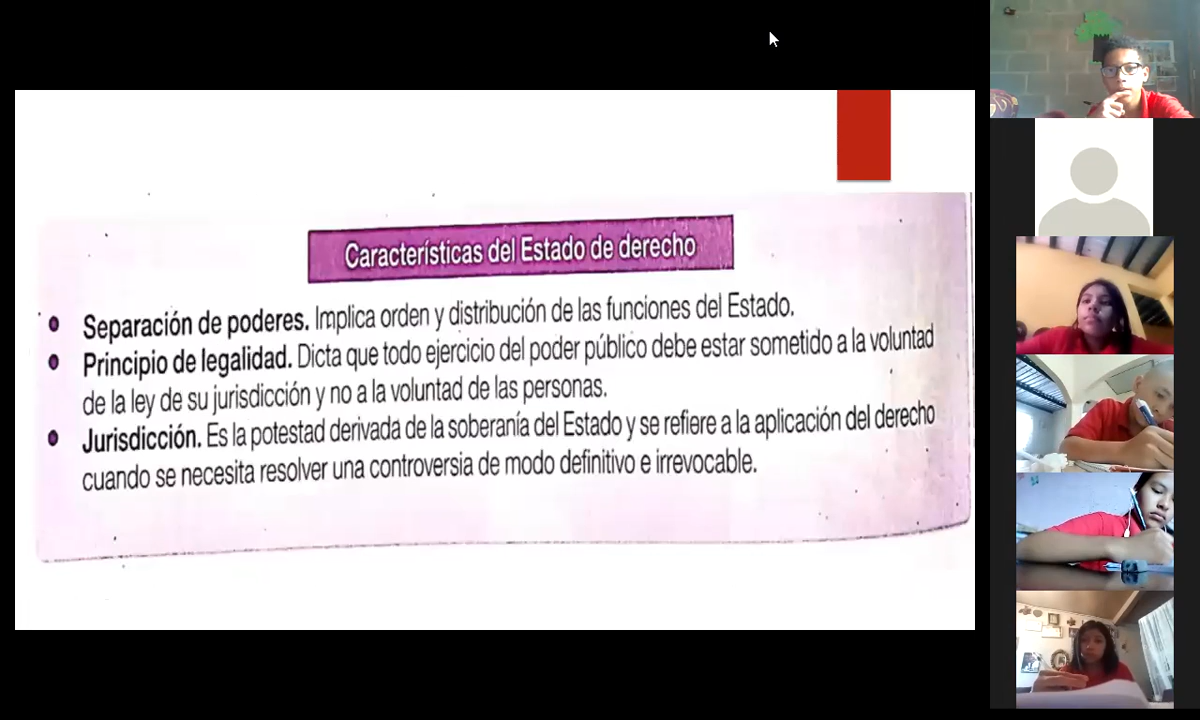 Características del Estado de derecho
Separación de poderes. Implica orden y distribución de las funciones del Estado.
Principio de legalidad. Dicta que todo ejercicio del poder público debe estar sometido a la voluntad
de la ley de su jurisdicción y no a la voluntad de las personas.
Jurisdicción. Es la potestad derivada de la soberanía del Estado y se refiere a la aplicación del derecho
cuando se necesita resolver una controversia de modo definitivo e irrevocable.